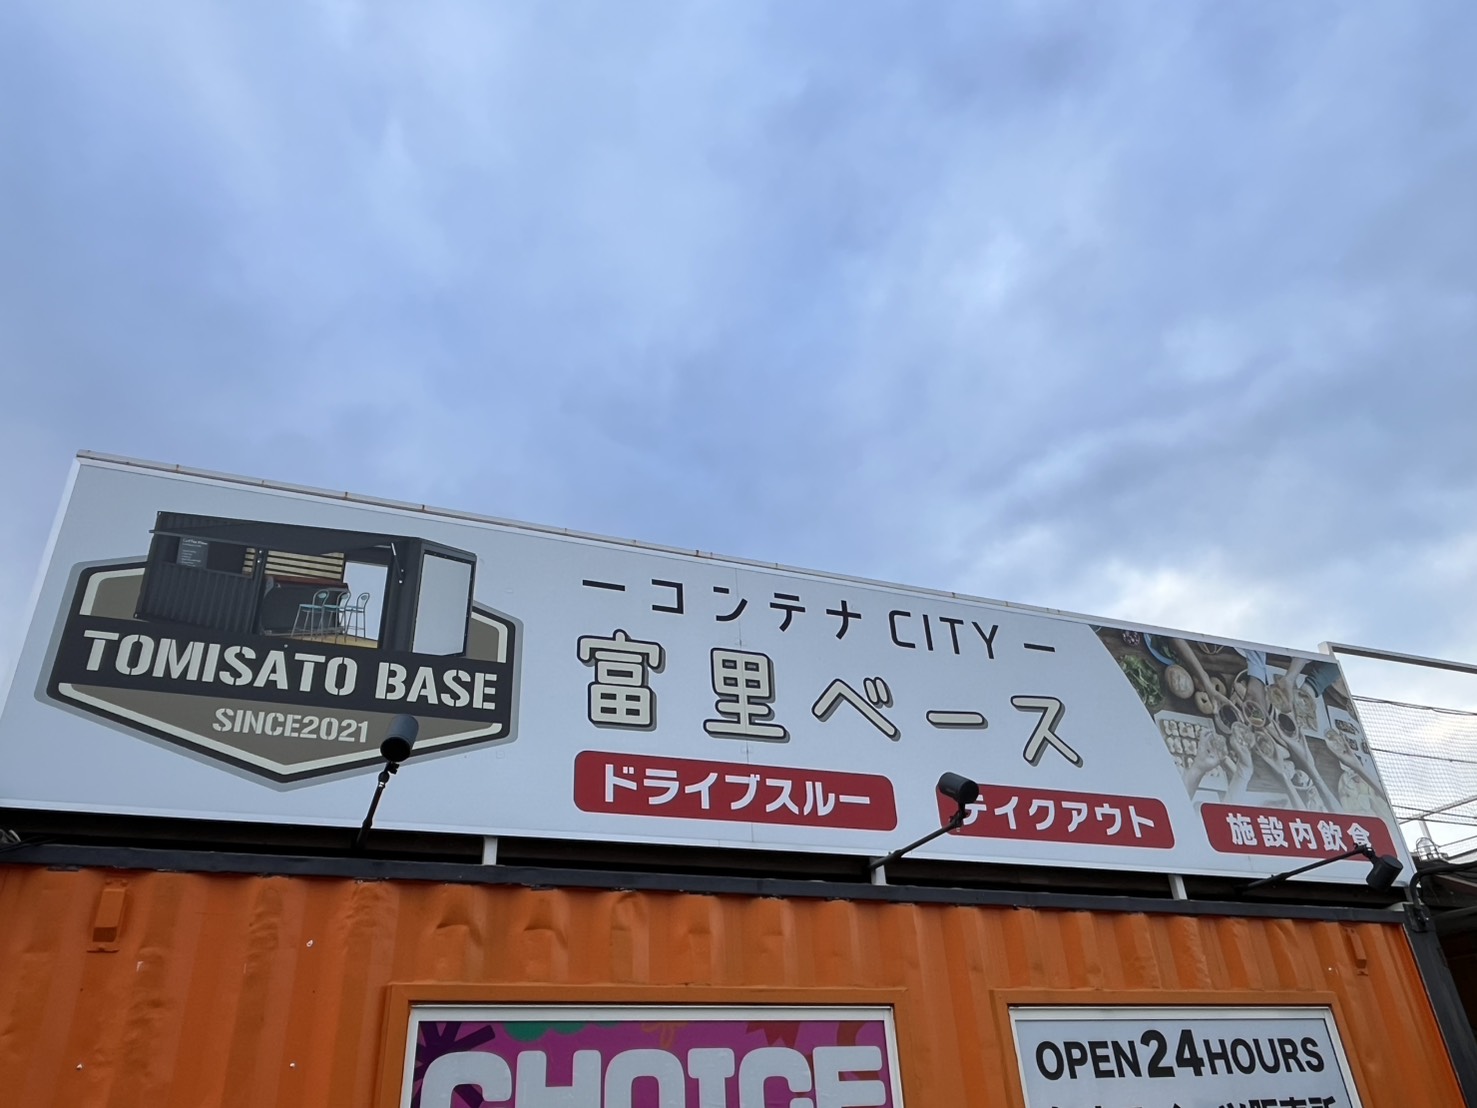 TOMISATO BASE
SINCE2021
ーコンテナCITYー
富里ベース
ドライブスルー
テイクアウト
施設内飲食
CHOICE
OPEN24HOURS